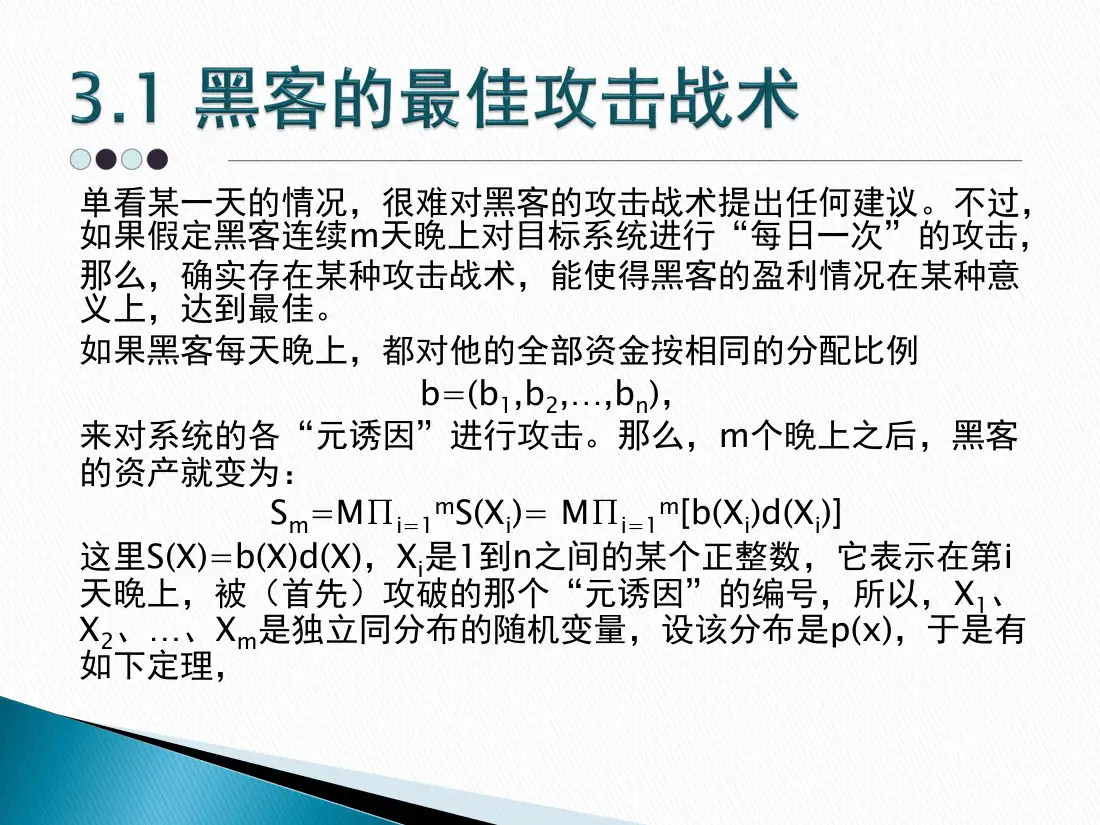 3.1 黑客的最佳攻击战术
单看某一天的情况，很难对黑客的攻击战术提出任何建议。不过，
如果假定黑客连续m天晚上对目标系统进行“每日一次”的攻击，
那么，确实存在某种攻击战术，能使得黑客的盈利情况在某种意
义上，达到最佳。
如果黑客每天晚上，都对他的全部资金按相同的分配比例
b=(b₁,b₂,…,bₙ)，
来对系统的各“元诱因”进行攻击。那么，m个晚上之后，黑客
的资产就变为：
Sₘ=M∏ᵢ₌₁ᵐS(Xᵢ)= M∏ᵢ₌₁ᵐ[b(Xᵢ)d(Xᵢ)]
这里S(X)=b(X)d(X)，Xᵢ是1到n之间的某个正整数，它表示在第i
天晚上，被（首先）攻破的那个“元诱因”的编号，所以，X₁、
X₂、…、Xₘ是独立同分布的随机变量，设该分布是p(x)，于是有
如下定理，